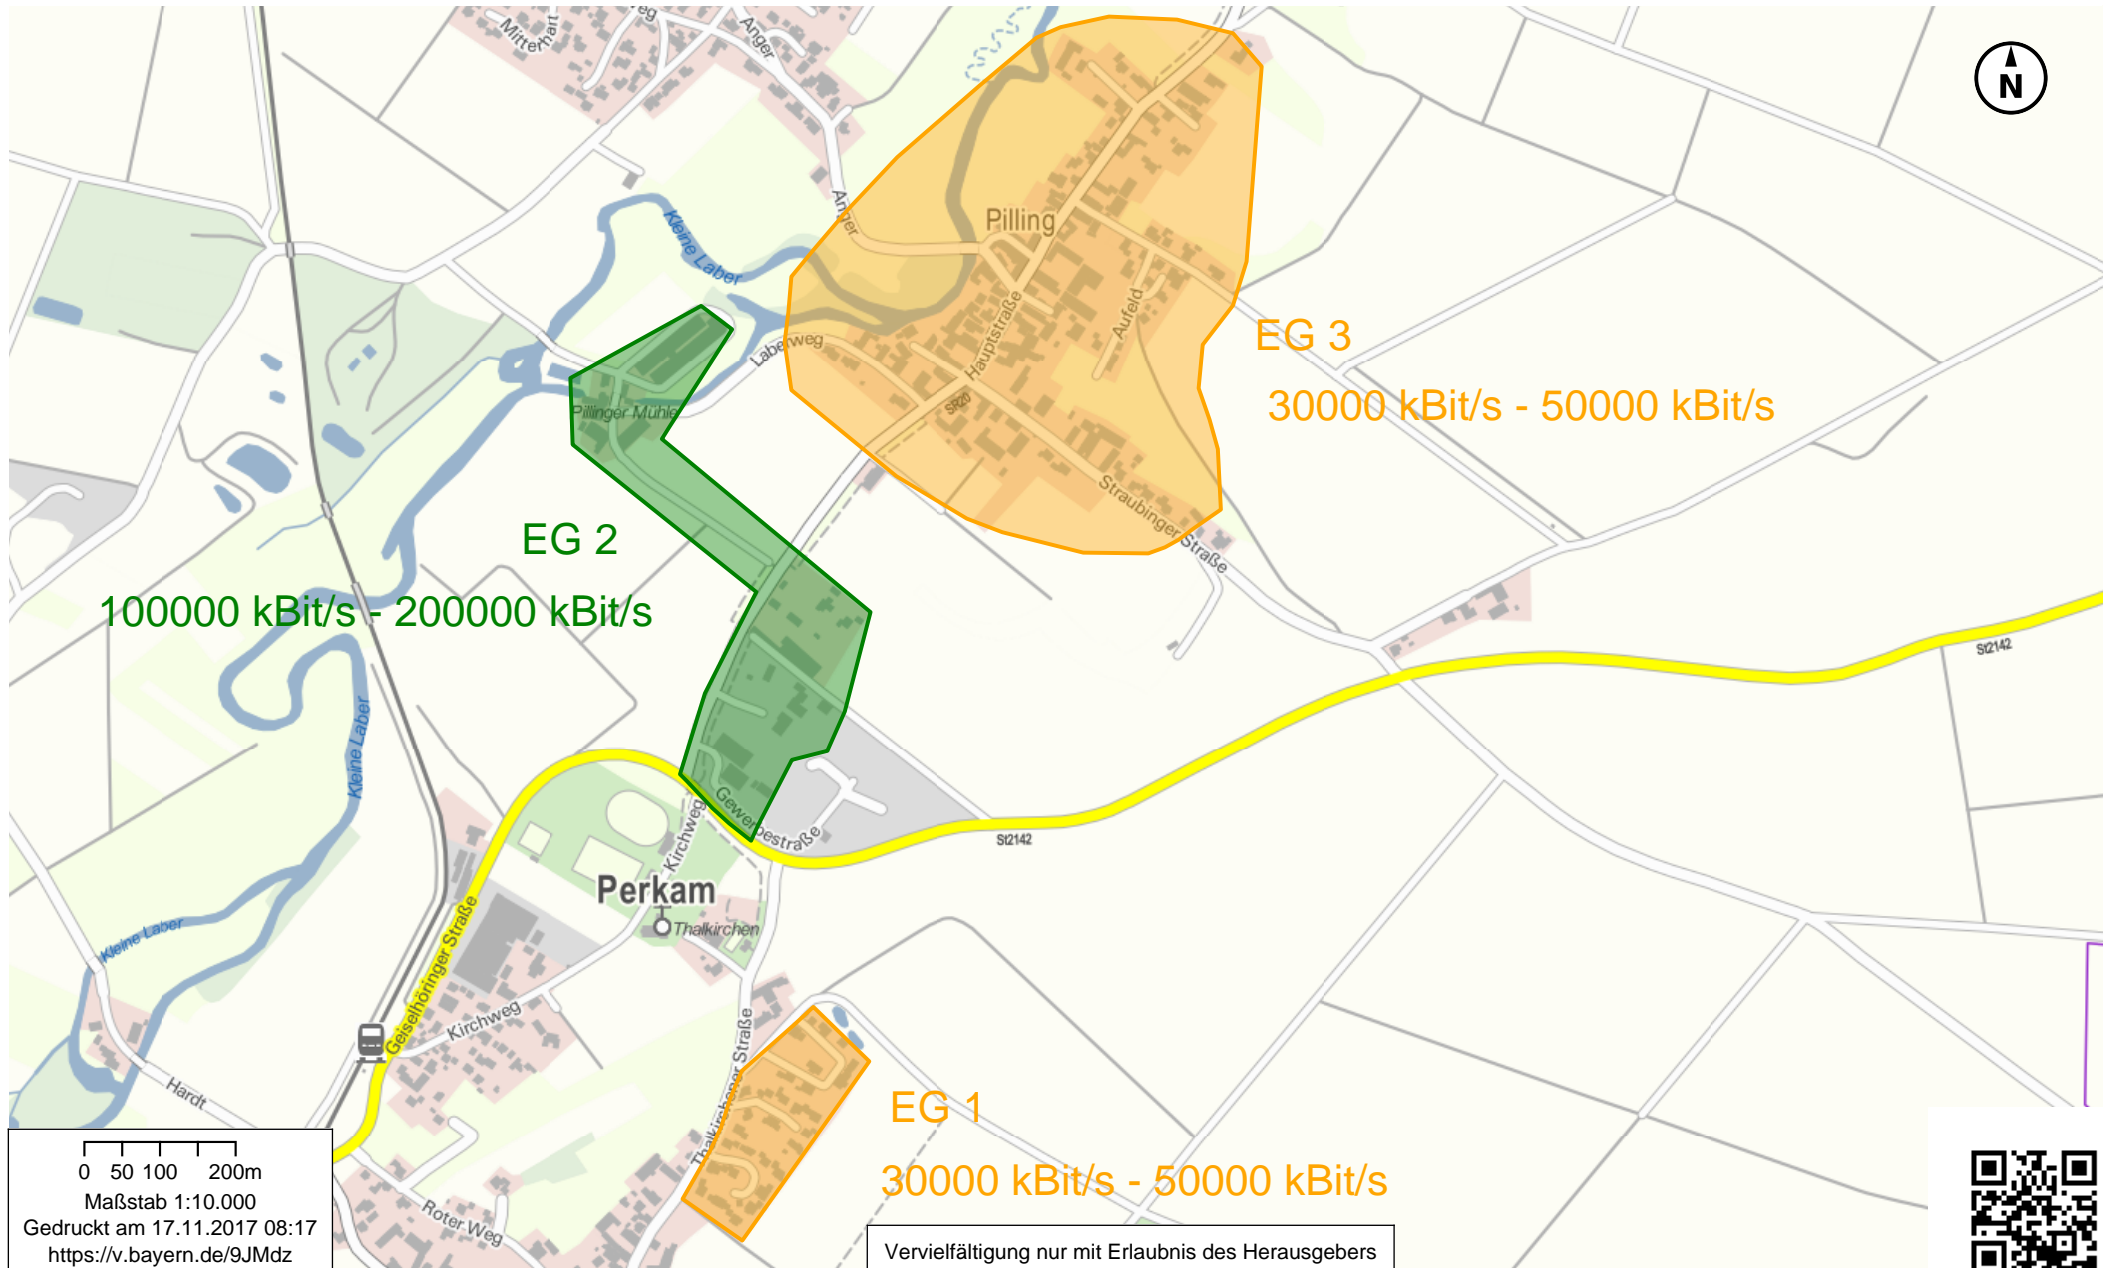 Mitterhart
Anger
N
Anger
Kleine Laber
Pilling
Laberweg
Hauptstraße
Aufeld
EG 3
30000 kBit/s - 50000 kBit/s
SR20
Pillinger Mühle
Straubinger Straße
EG 2
100000 kBit/s - 200000 kBit/s
St2142
Kleine Laber
Gewerbestraße
St2142
Kirchweg
Perkam
Thalkirchen
Kleine Laber
Geiselhöringer Straße
Kirchweg
Thalkirchener Straße
Hardt
EG 1
30000 kBit/s - 50000 kBit/s
Roter Weg
0 50 100 200m
Maßstab 1:10.000
Gedruckt am 17.11.2017 08:17
https://v.bayern.de/9JMdz
Vervielfältigung nur mit Erlaubnis des Herausgebers